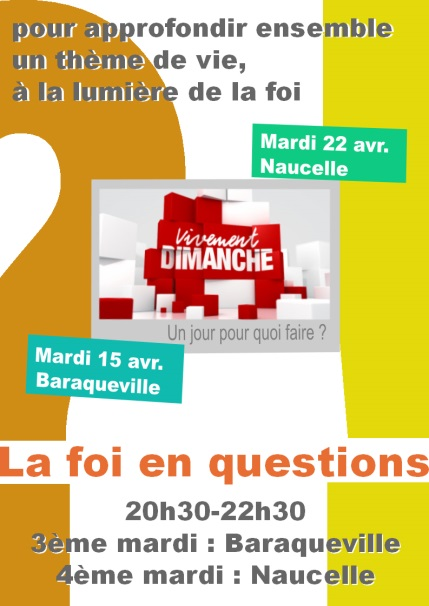 pour approfondir ensemble
un thème de vie,
à la lumière de la foi
Mardi 22 avr.
Naucelle
Vivement
DIMANCHE
Un jour pour quoi faire ?
Mardi 15 avr.
Baraqueville
La foi en questions
20h30-22h30
3ème mardi : Baraqueville
4ème mardi : Naucelle